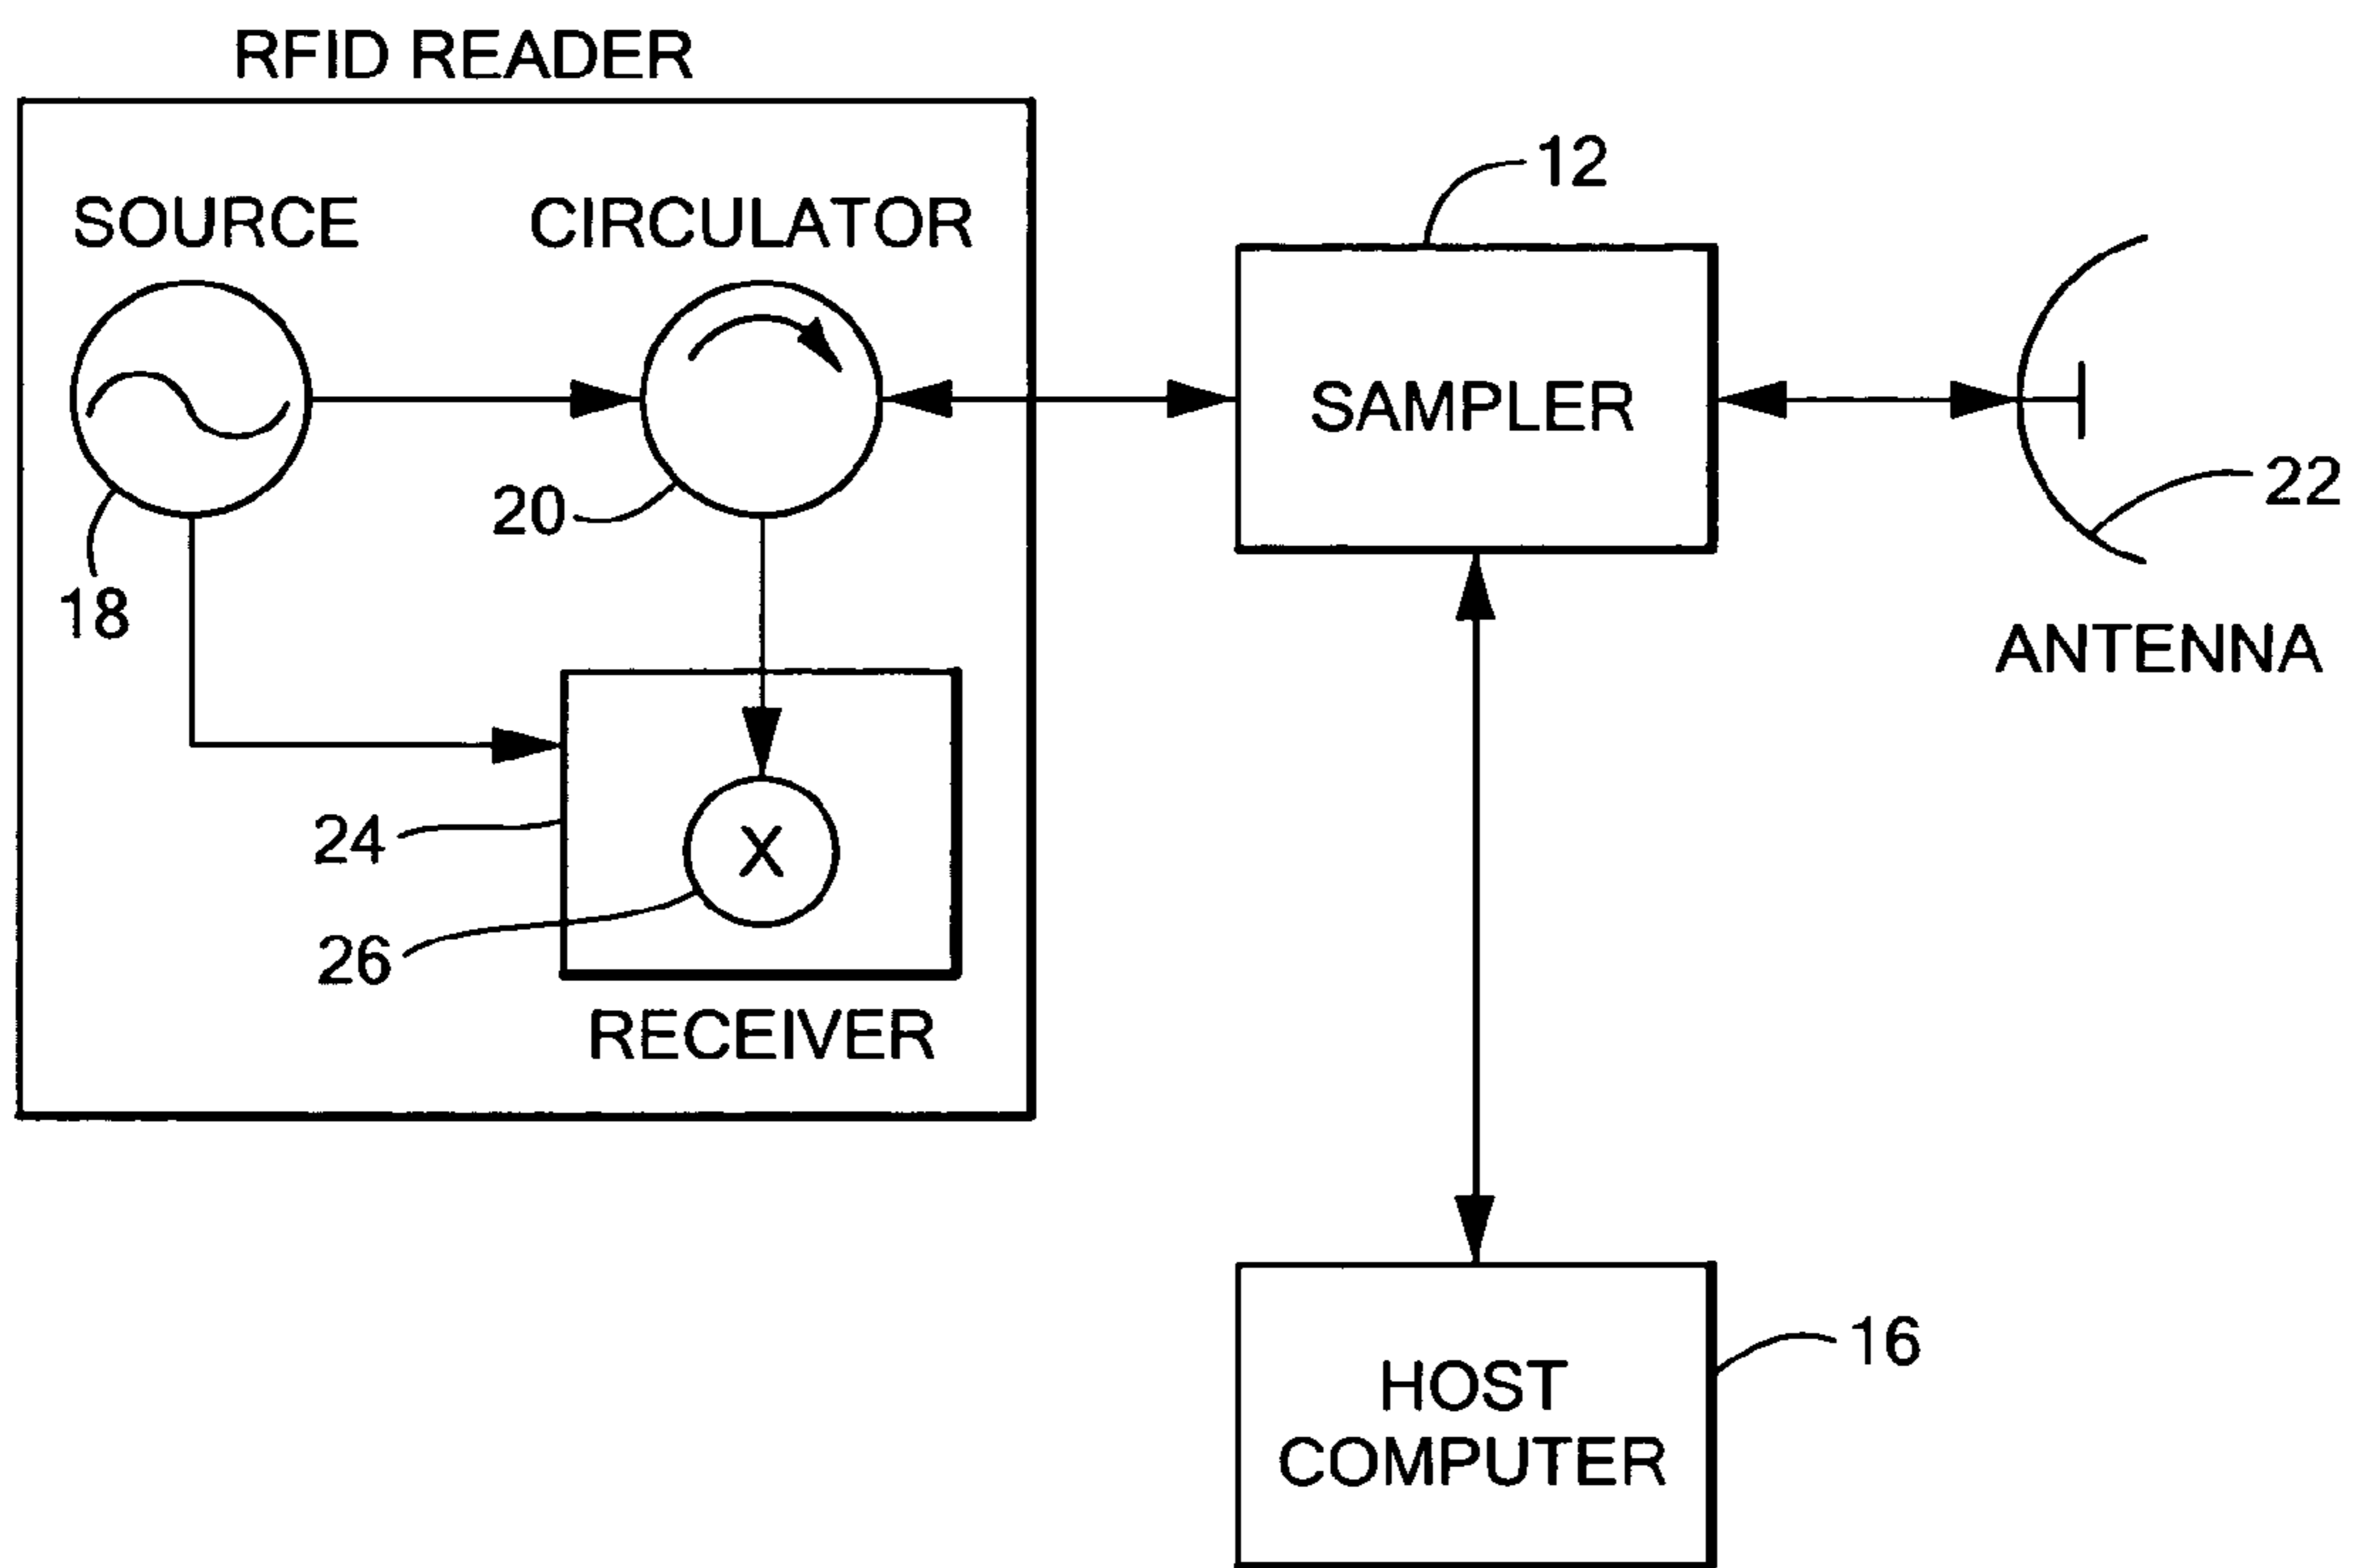 RFID READER
SOURCE
CIRCULATOR
12
SAMPLER
20
22
18
ANTENNA
24
X
26
RECEIVER
16
HOST
COMPUTER